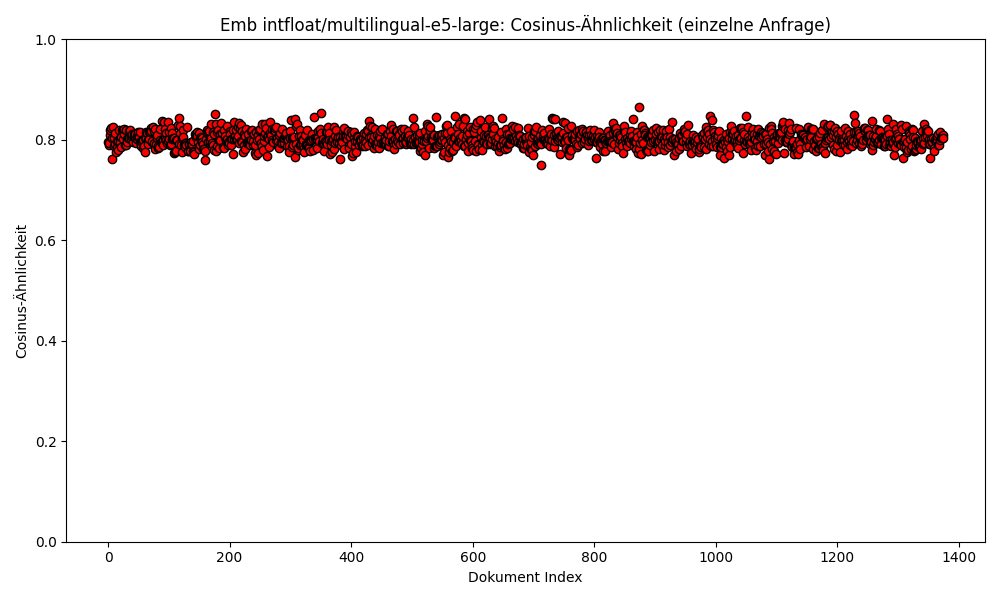 Emb intfloat/multilingual-e5-large: Cosinus-Ähnlichkeit (einzelne Anfrage)
1.0
0.8
0.6
0.4
0.2
0.0
Cosinus-Ähnlichkeit
0 200 400 600 800 1000 1200 1400
Dokument Index